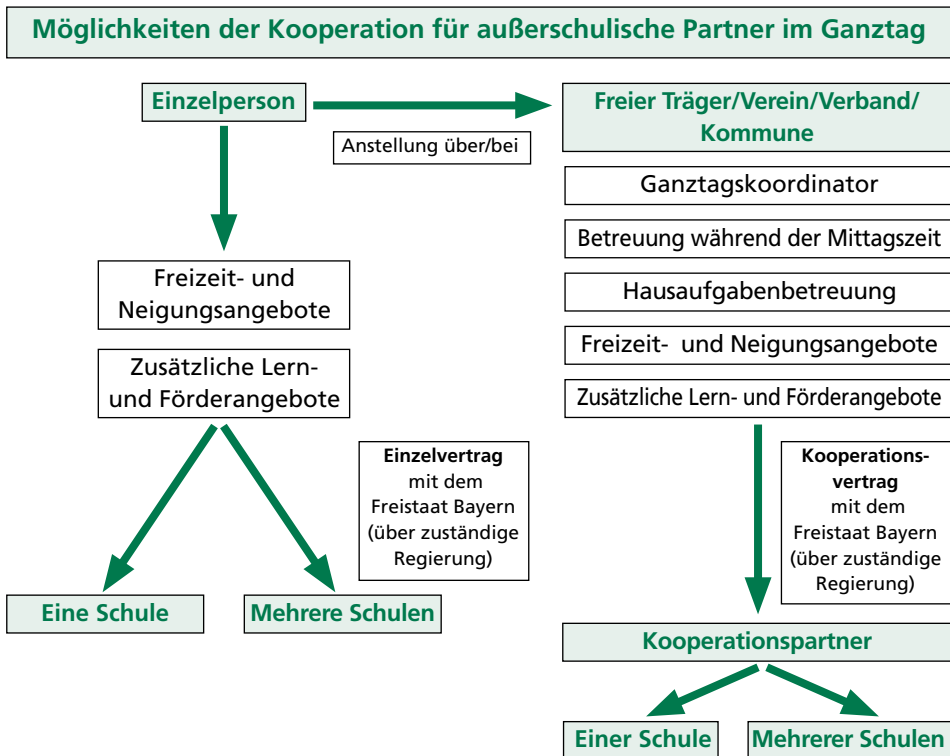 Möglichkeiten der Kooperation für außerschulische Partner im Ganztag
Einzelperson
Anstellung über/bei
Freier Träger/Verein/Verband/
Kommune
Freizeit- und
Neigungsangebote
Zusätzliche Lern-
und Förderangebote
Einzelvertrag
mit dem
Freistaat Bayern
(über zuständige
Regierung)
Eine Schule
Mehrere Schulen
Ganztagskoordinator
Betreuung während der Mittagszeit
Hausaufgabenbetreuung
Freizeit- und Neigungsangebote
Zusätzliche Lern- und Förderangebote
Kooperations-
vertrag
mit dem
Freistaat Bayern
(über zuständige
Regierung)
Kooperationspartner
Einer Schule
Mehrerer Schulen